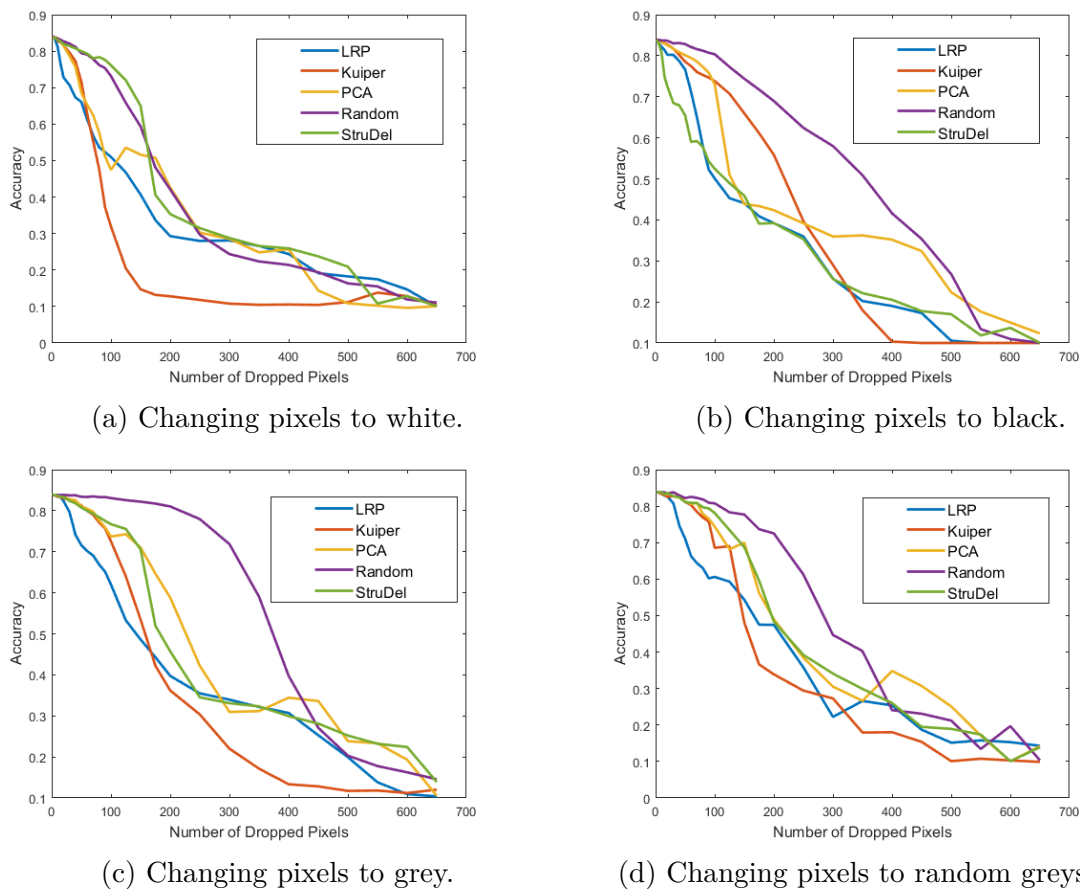 0.9
0.8
0.7
0.6
0.5
0.4
0.3
0.2
0.1
0
Accuracy
0 100 200 300 400 500 600 700
Number of Dropped Pixels
LRP
Kuiper
PCA
Random
StruDel
(a) Changing pixels to white.
0.9
0.8
0.7
0.6
0.5
0.4
0.3
0.2
0.1
Accuracy
0 100 200 300 400 500 600 700
Number of Dropped Pixels
LRP
Kuiper
PCA
Random
StruDel
(b) Changing pixels to black.
0.9
0.8
0.7
0.6
0.5
0.4
0.3
0.2
0.1
Accuracy
0 100 200 300 400 500 600 700
Number of Dropped Pixels
LRP
Kuiper
PCA
Random
StruDel
(c) Changing pixels to grey.
0.9
0.8
0.7
0.6
0.5
0.4
0.3
0.2
0.1
0
Accuracy
0 100 200 300 400 500 600 700
Number of Dropped Pixels
LRP
Kuiper
PCA
Random
StruDel
(d) Changing pixels to random greys